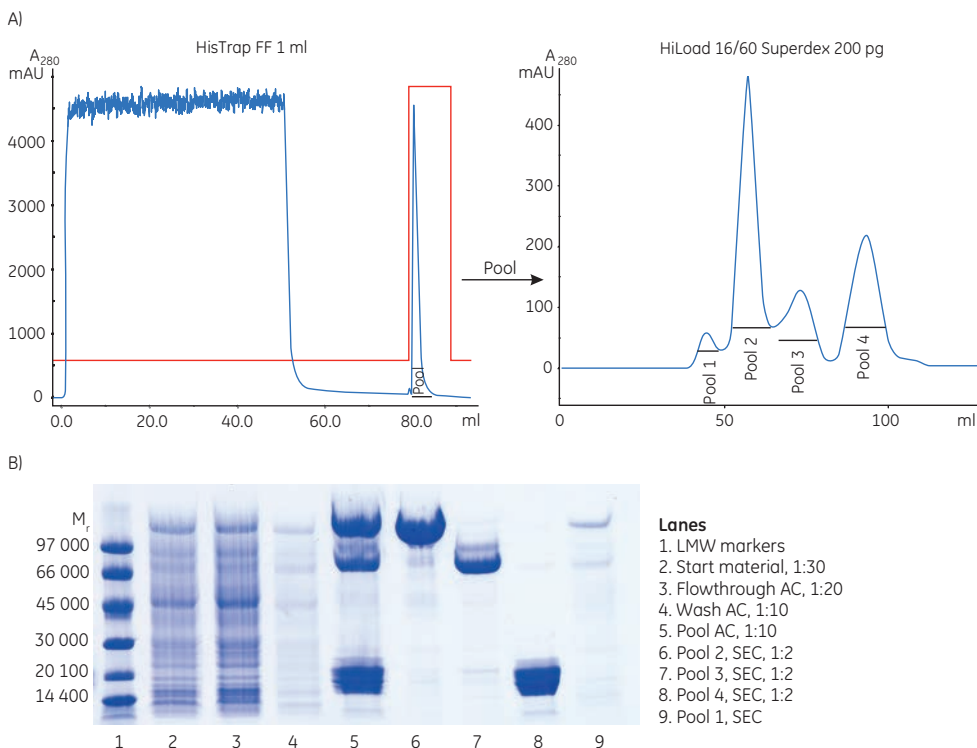 A)
HisTrap FF 1 ml
A280
mAU
4000
3000
2000
1000
0
0.0
20.0
40.0
60.0
80.0
ml
Pool
Pool
HiLoad 16/60 Superdex 200 pg
A280
mAU
400
300
200
100
0
0
50
100
ml
Pool 1
Pool 2
Pool 3
Pool 4
B)
Mr
97 000
66 000
45 000
30 000
20 100
14 400
1 2 3 4 5 6 7 8 9
Lanes
1. LMW markers
2. Start material, 1:30
3. Flowthrough AC, 1:20
4. Wash AC, 1:10
5. Pool AC, 1:10
6. Pool 2, SEC, 1:2
7. Pool 3, SEC, 1:2
8. Pool 4, SEC, 1:2
9. Pool 1, SEC